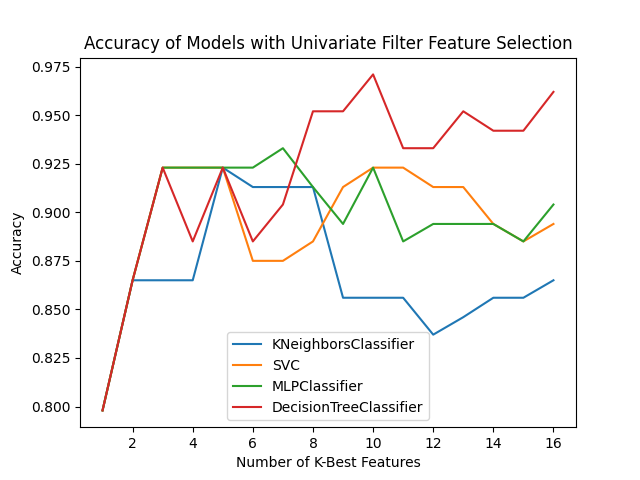 Accuracy of Models with Univariate Filter Feature Selection
0.975
0.950
0.925
0.900
0.875
0.850
0.825
0.800
Accuracy
KNeighborsClassifier
SVC
MLPClassifier
DecisionTreeClassifier
2 4 6 8 10 12 14 16
Number of K-Best Features